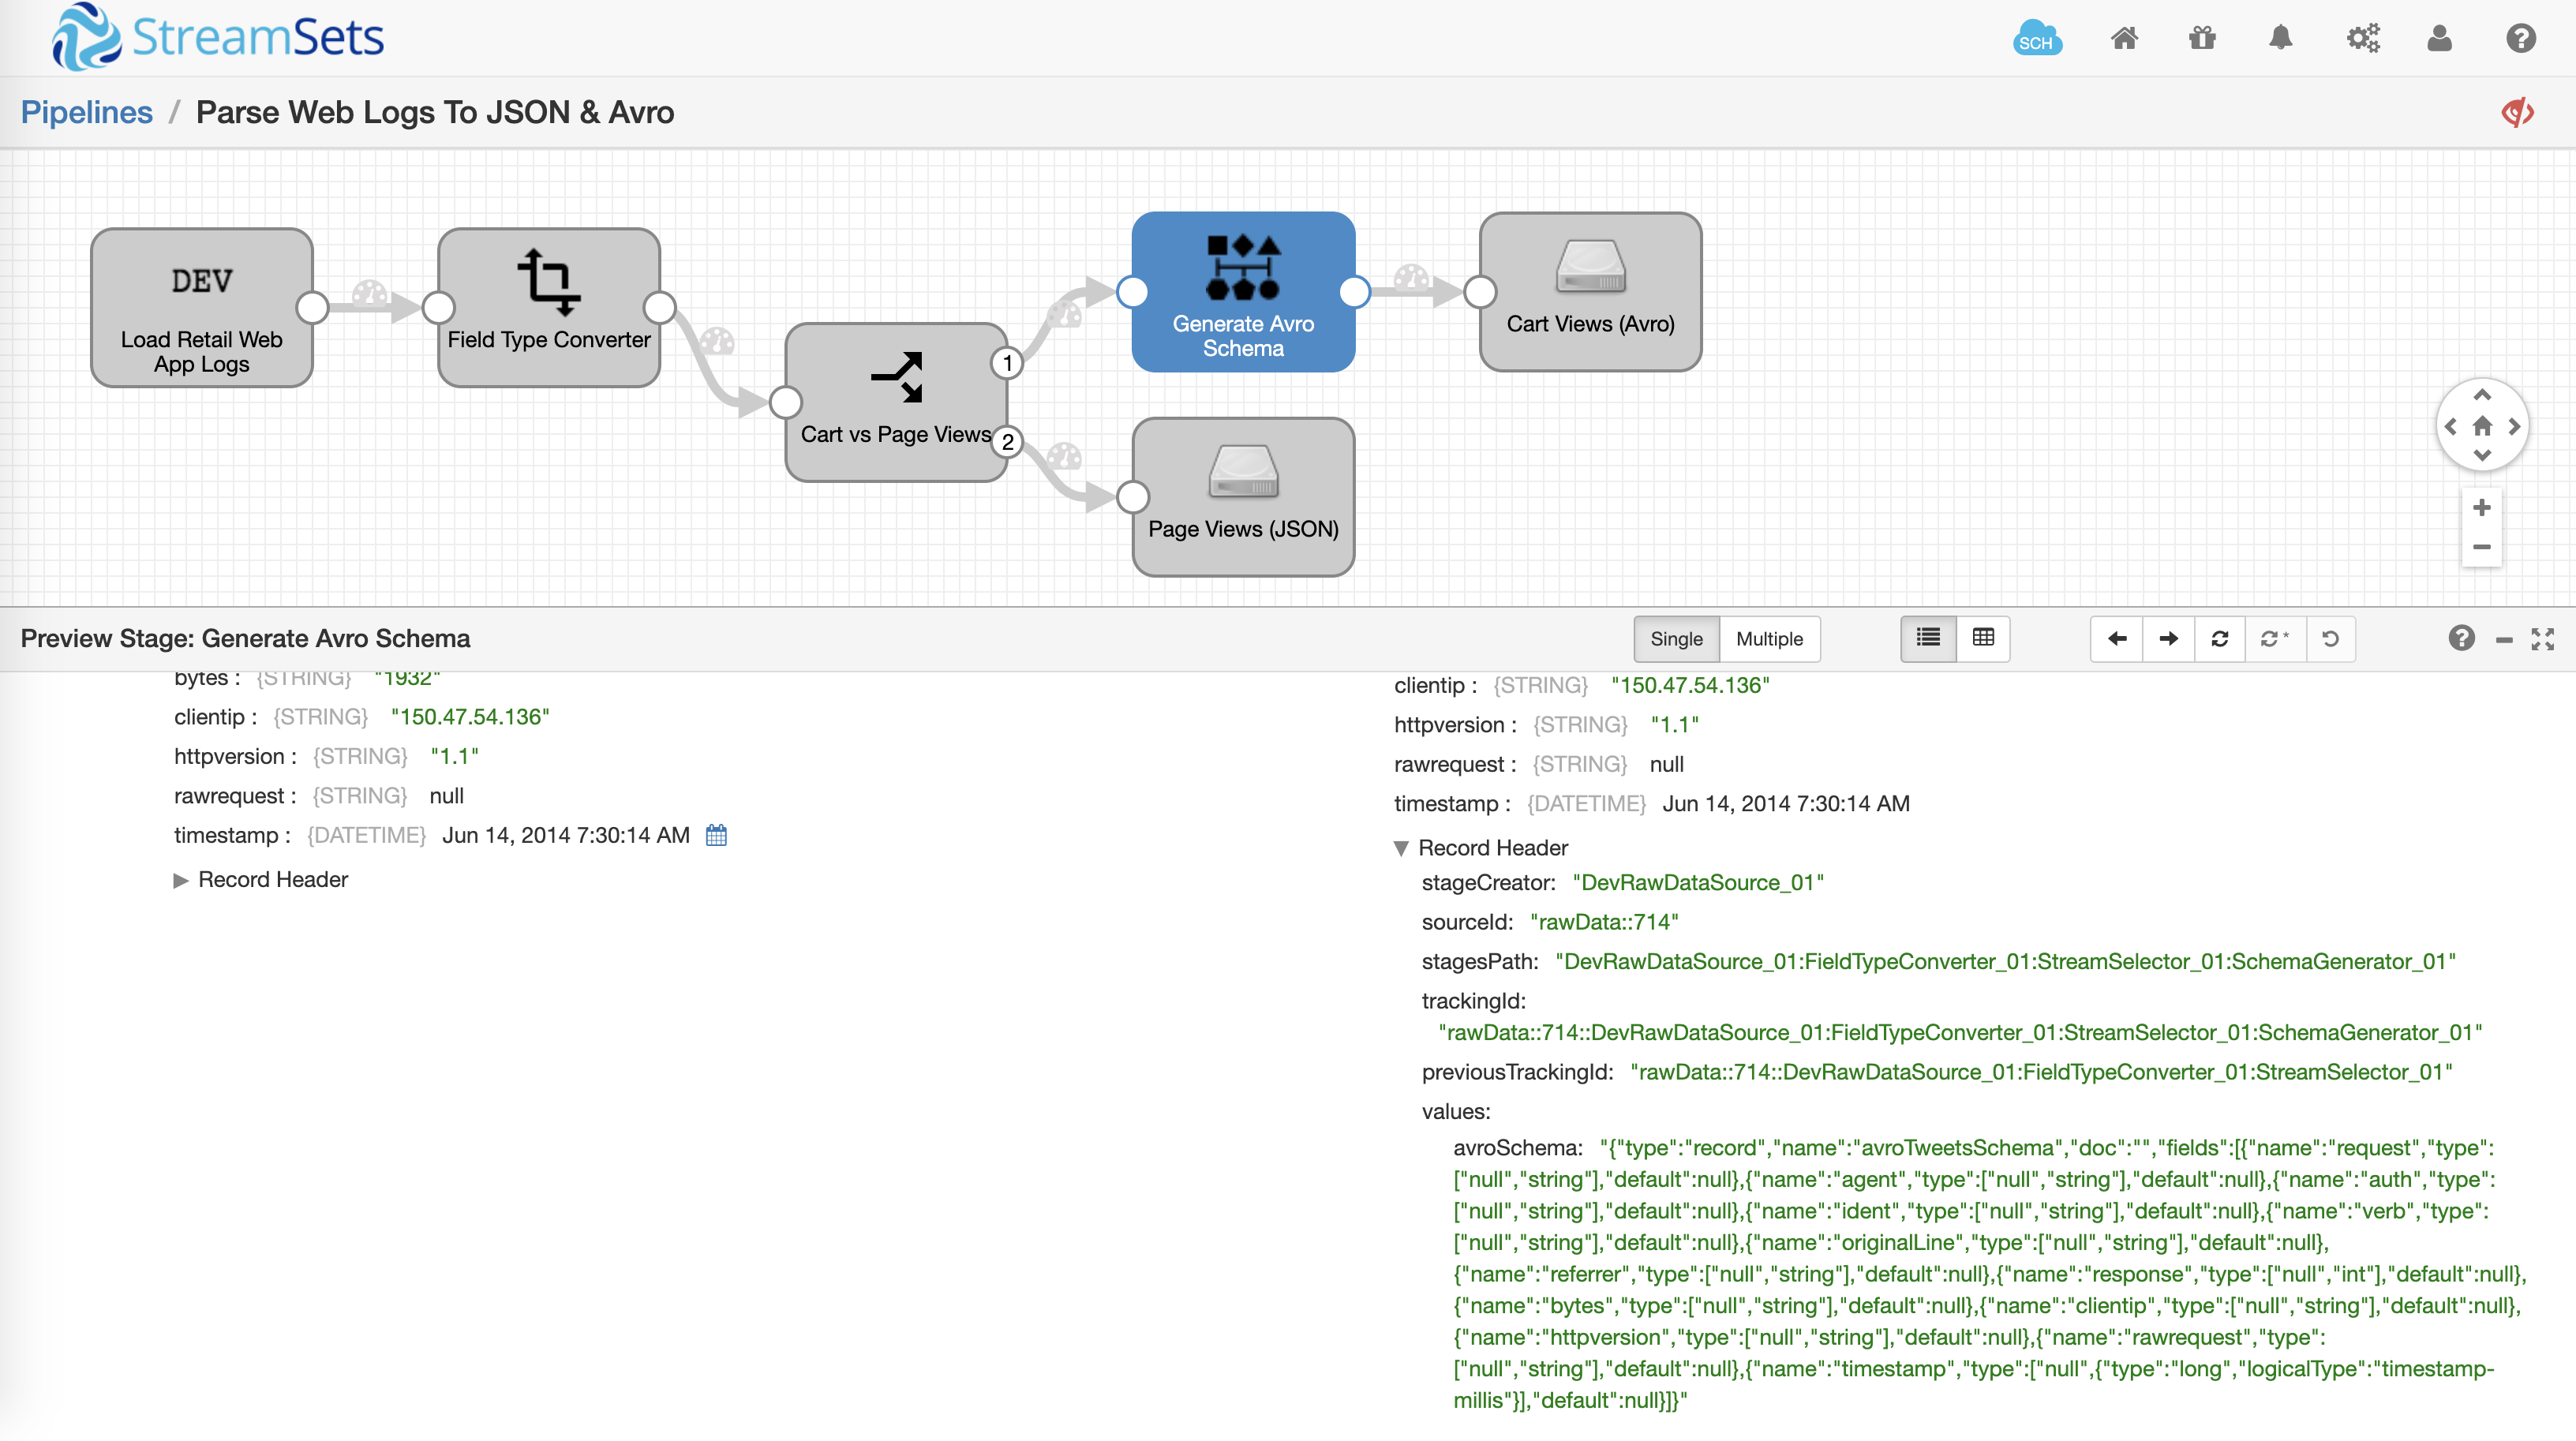 StreamSets
SCH
Pipelines / Parse Web Logs To JSON & Avro
DEV
Load Retail Web
App Logs
Field Type Converter
Cart vs Page Views
1
2
Generate Avro
Schema
Cart Views (Avro)
Page Views (JSON)
Preview Stage: Generate Avro Schema
Single Multiple
bytes : {STRING} "1932"
clientip : {STRING} "150.47.54.136"
httpversion : {STRING} "1.1"
rawrequest : {STRING} null
timestamp : {DATETIME} Jun 14, 2014 7:30:14 AM
Record Header
clientip : {STRING} "150.47.54.136"
httpversion : {STRING} "1.1"
rawrequest : {STRING} null
timestamp : {DATETIME} Jun 14, 2014 7:30:14 AM
Record Header
stageCreator: "DevRawDataSource_01"
sourceId: "rawData::714"
stagesPath: "DevRawDataSource_01:FieldTypeConverter_01:StreamSelector_01:SchemaGenerator_01"
trackingId:
"rawData::714::DevRawDataSource_01:FieldTypeConverter_01:StreamSelector_01:SchemaGenerator_01"
previousTrackingId: "rawData::714::DevRawDataSource_01:FieldTypeConverter_01:StreamSelector_01"
values:
avroSchema: "{"type":"record","name":"avroTweetsSchema","doc":"","fields":[{"name":"request","type":
["null","string"],"default":null},{"name":"agent","type":["null","string"],"default":null},{"name":"auth","type":
["null","string"],"default":null},{"name":"ident","type":["null","string"],"default":null},{"name":"verb","type":
["null","string"],"default":null},{"name":"originalLine","type":["null","string"],"default":null},
{"name":"referrer","type":["null","string"],"default":null},{"name":"response","type":["null","int"],"default":null},
{"name":"bytes","type":["null","string"],"default":null},{"name":"clientip","type":["null","string"],"default":null},
{"name":"httpversion","type":["null","string"],"default":null},{"name":"rawrequest","type":
["null","string"],"default":null},{"name":"timestamp","type":["null",{"type":"long","logicalType":"timestamp-
millis"}],"default":null}]}"